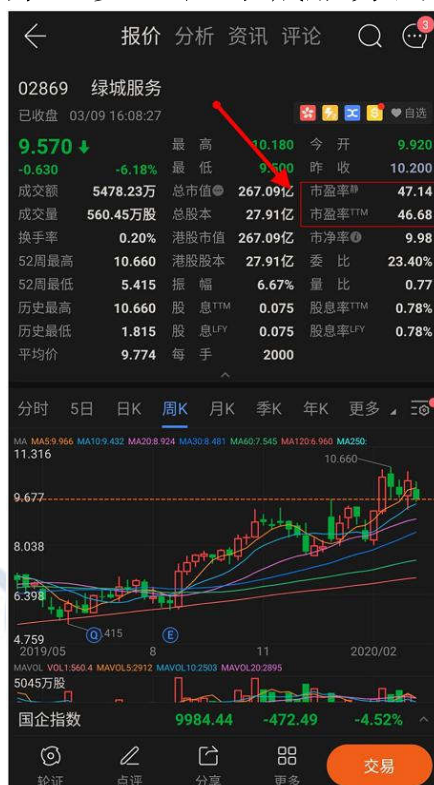 报价 分析 资讯 评论 3
02869 绿城服务
已收盘 03/09 16:08:27 自选
9.570 最高 10.180 今开 9.920
-0.630 -6.18% 最低 9.500 昨收 10.200
成交额 5478.23万 总市值 267.09亿 市盈率静 47.14
成交量 560.45万股 总股本 27.91亿 市盈率TTM 46.68
换手率 0.20% 港股市值 267.09亿 市净率 9.98
52周最高 10.660 港股股本 27.91亿 委比 23.40%
52周最低 5.415 振幅 6.67% 量比 0.77
历史最高 10.660 股息TTM 0.075 股息率TTM 0.78%
历史最低 1.815 股息LFY 0.075 股息率LFY 0.78%
平均价 9.774 每手 2000
分时 5日 日K 周K 月K 季K 年K 更多
MA MA5:9.966 MA10:9.432 MA20:8.924 MA30:8.481 MA60:7.545 MA120:6.960 MA250:
11.316
10.660
9.677
8.038
6.398
4.759
Q .415 E
2019/05 8 11 2020/02
MAVOL VOL1:560.4 MAVOL5:2912 MAVOL10:2503 MAVOL20:2895
5045万股
国企指数 9984.44 -472.49 -4.52%
轮证 点评 分享 更多 交易